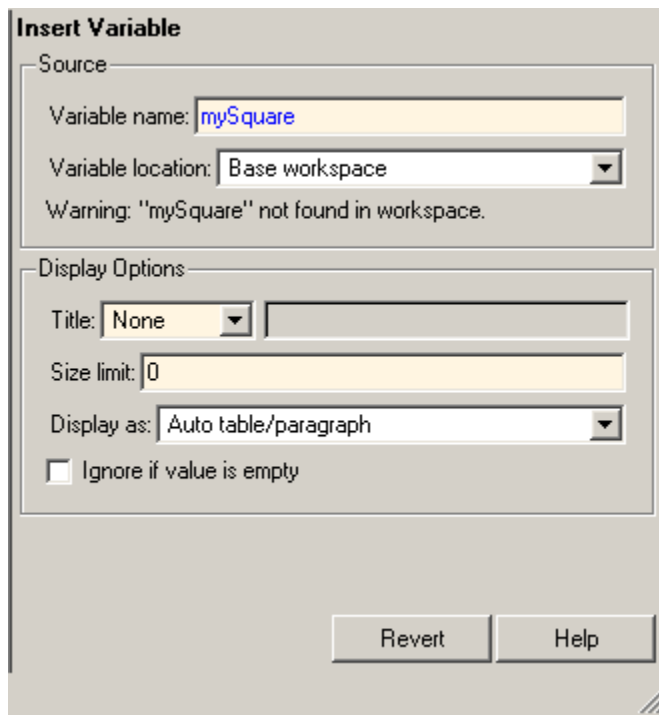 Insert Variable
Source
Variable name: mySquare
Variable location: Base workspace
Warning: "mySquare" not found in workspace.
Display Options
Title: None
Size limit: 0
Display as: Auto table/paragraph
Ignore if value is empty
Revert Help